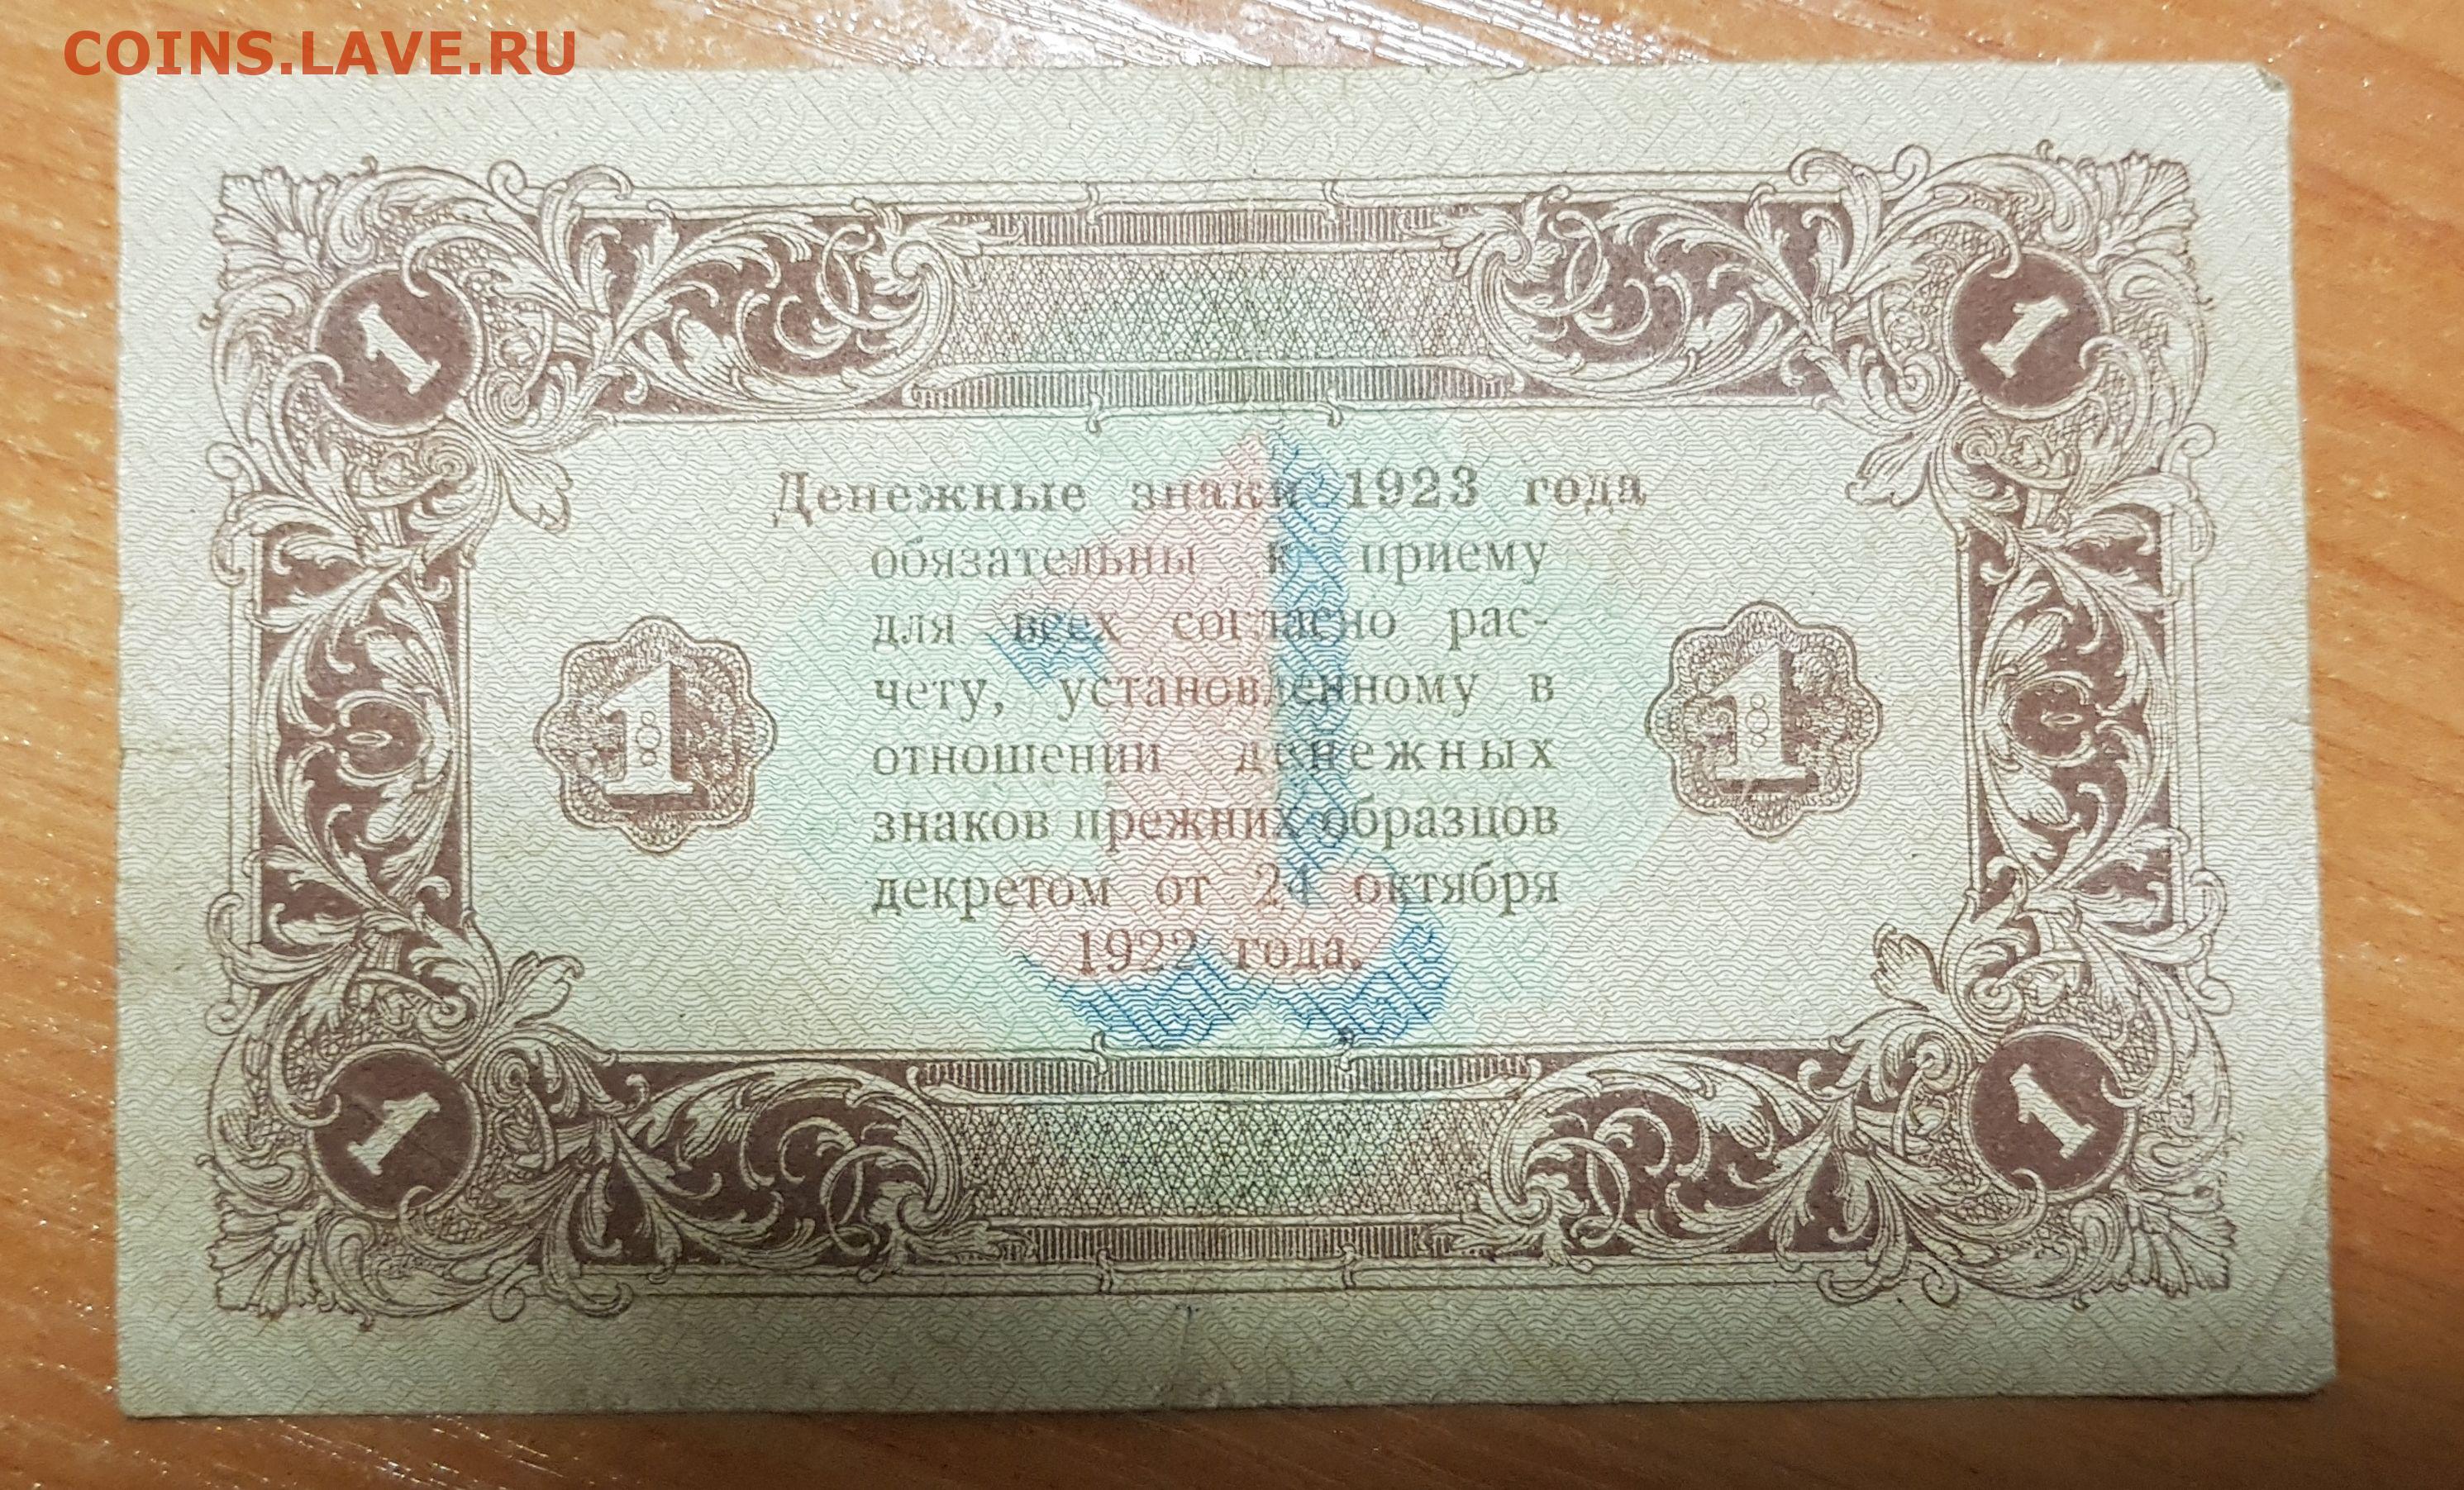 COINS.LAVE.RU
1 1
Денежные знаки 1923 года
обязательны к приему
для всех согласно рас-
чету, установленному в
1 1
отношении денежных
знаков прежних образцов
декретом от 24 октября
1922 года.
1 1